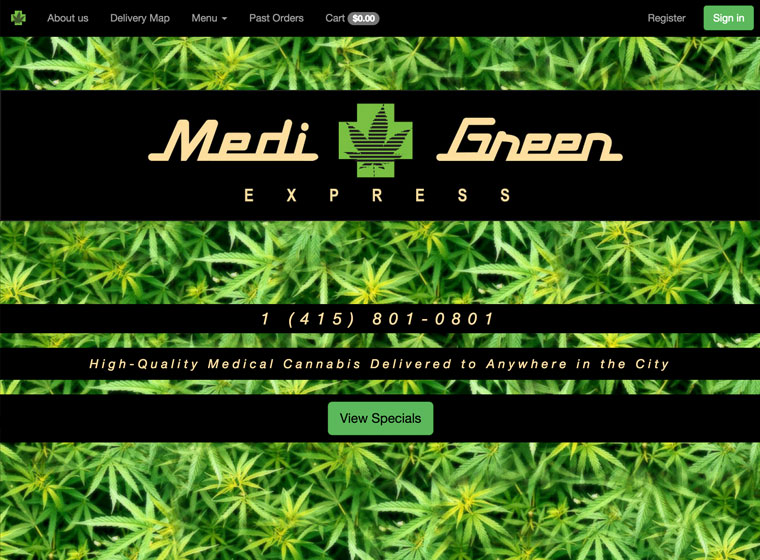 About us Delivery Map Menu Past Orders Cart $0.00 Register Sign in
Medi Green
EXPRESS
1 (415) 801-0801
High-Quality Medical Cannabis Delivered to Anywhere in the City
View Specials